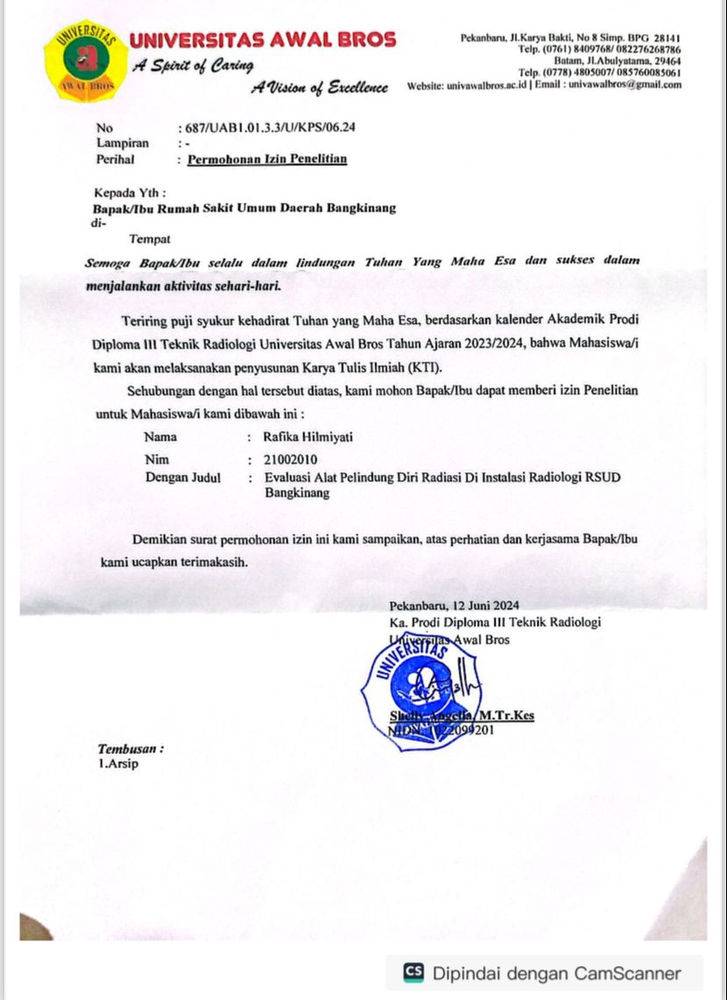 UNIVERSITAS
AWAL BROS
UNIVERSITAS AWAL BROS
A Spirit of Caring
A Vision of Excellence
Pekanbaru, Jl.Karya Bakti, No 8 Simp. BPG 28141
Telp. (0761) 8409768/ 082276268786
Batam, Jl.Abulyatama, 29464
Telp. (0778) 4805007/ 085760085061
Website: univawalbros.ac.id | Email : univawalbros@gmail.com
No : 687/UAB1.01.3.3/U/KPS/06.24
Lampiran : -
Perihal : Permohonan Izin Penelitian
Kepada Yth :
Bapak/Ibu Rumah Sakit Umum Daerah Bangkinang
di-
Tempat
Semoga Bapak/Ibu selalu dalam lindungan Tuhan Yang Maha Esa dan sukses dalam
menjalankan aktivitas sehari-hari.
Teriring puji syukur kehadirat Tuhan yang Maha Esa, berdasarkan kalender Akademik Prodi
Diploma III Teknik Radiologi Universitas Awal Bros Tahun Ajaran 2023/2024, bahwa Mahasiswa/i
kami akan melaksanakan penyusunan Karya Tulis Ilmiah (KTI).
Sehubungan dengan hal tersebut diatas, kami mohon Bapak/Ibu dapat memberi izin Penelitian
untuk Mahasiswa/i kami dibawah ini :
Nama : Rafika Hilmiyati
Nim : 21002010
Dengan Judul : Evaluasi Alat Pelindung Diri Radiasi Di Instalasi Radiologi RSUD
Bangkinang
Demikian surat permohonan izin ini kami sampaikan, atas perhatian dan kerjasama Bapak/Ibu
kami ucapkan terimakasih.
Pekanbaru, 12 Juni 2024
Ka. Prodi Diploma III Teknik Radiologi
Universitas Awal Bros
UNIVERSITAS
Shelly Angella, M.Tr.Kes
NIDN. 1022099201
Tembusan :
1.Arsip
CS Dipindai dengan CamScanner